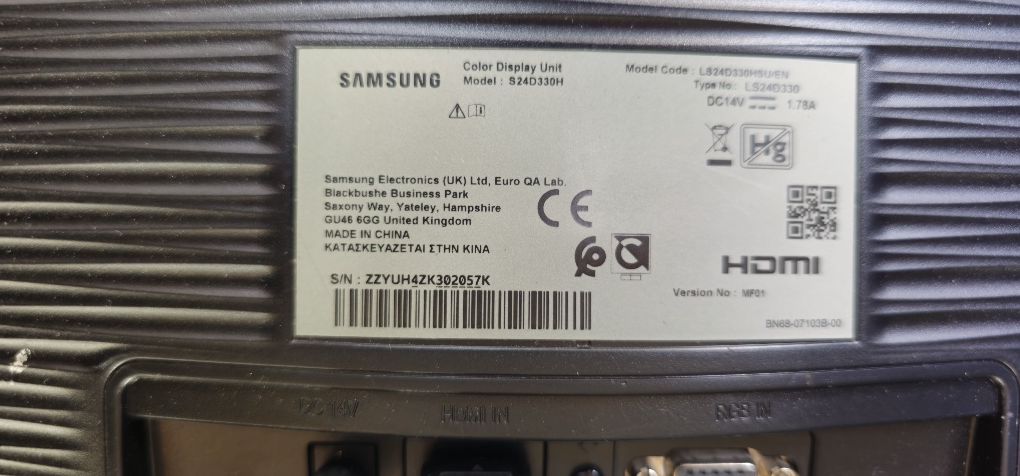 SAMSUNG
Color Display Unit
Model : S24D330H
Model Code : LS24D330HSU/EN
Type No : LS24D330
DC14V ⎓ 1.78A
Hg
Samsung Electronics (UK) Ltd, Euro QA Lab.
Blackbushe Business Park
Saxony Way, Yateley, Hampshire
GU46 6GG United Kingdom
MADE IN CHINA
ΚΑΤΑΣΚΕΥΑΖΕΤΑΙ ΣΤΗΝ ΚΙΝΑ
CE
HDMI
S/N : ZZYUH4ZK302057K
Version No : MF01
BN68-07103B-00
DC 14V
HDMI IN
RGB IN